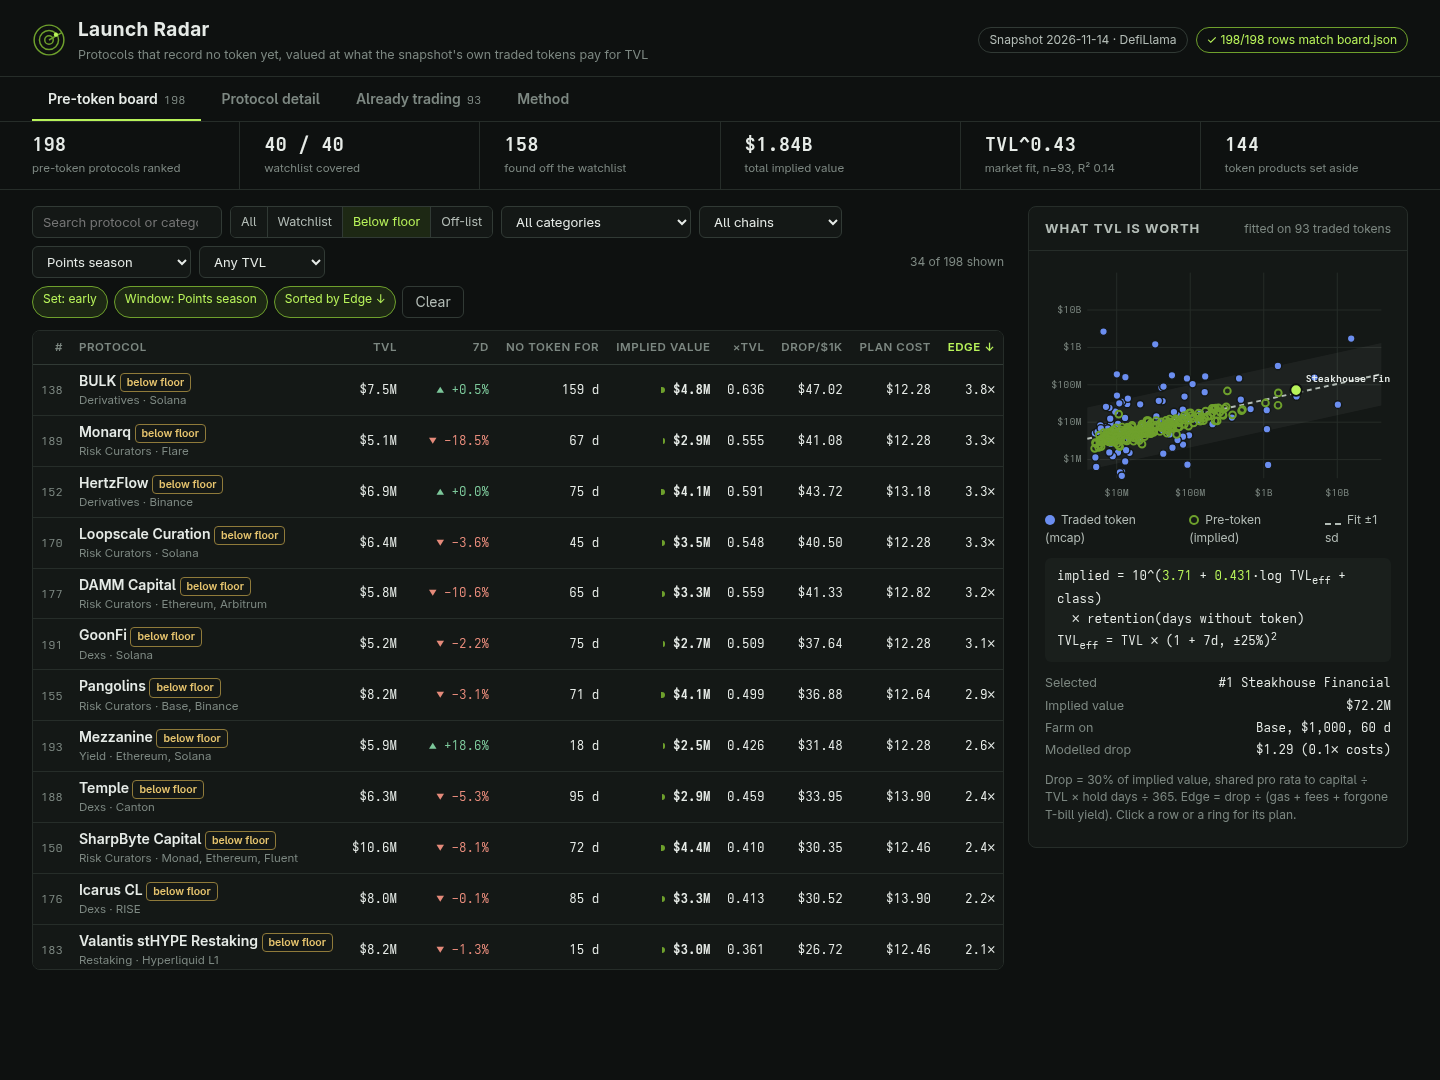 Launch Radar
Protocols that record no token yet, valued at what the snapshot's own traded tokens pay for TVL
Snapshot 2026-11-14 · DefiLlama
✓ 198/198 rows match board.json
Pre-token board 198
Protocol detail
Already trading 93
Method
198
pre-token protocols ranked
40 / 40
watchlist covered
158
found off the watchlist
$1.84B
total implied value
TVL^0.43
market fit, n=93, R² 0.14
144
token products set aside
Search protocol or catego
All
Watchlist
Below floor
Off-list
All categories
All chains
Points season
Any TVL
34 of 198 shown
Set: early
Window: Points season
Sorted by Edge ↓
Clear
# PROTOCOL TVL 7D NO TOKEN FOR IMPLIED VALUE ×TVL DROP/$1K PLAN COST EDGE ↓
138 BULK below floor $7.5M ▲ +0.5% 159 d $4.8M 0.636 $47.02 $12.28 3.8×
Derivatives · Solana
189 Monarq below floor $5.1M ▼ −18.5% 67 d $2.9M 0.555 $41.08 $12.28 3.3×
Risk Curators · Flare
152 HertzFlow below floor $6.9M ▲ +0.0% 75 d $4.1M 0.591 $43.72 $13.18 3.3×
Derivatives · Binance
170 Loopscale Curation below floor $6.4M ▼ −3.6% 45 d $3.5M 0.548 $40.50 $12.28 3.3×
Risk Curators · Solana
177 DAMM Capital below floor $5.8M ▼ −10.6% 65 d $3.3M 0.559 $41.33 $12.82 3.2×
Risk Curators · Ethereum, Arbitrum
191 GoonFi below floor $5.2M ▼ −2.2% 75 d $2.7M 0.509 $37.64 $12.28 3.1×
Dexs · Solana
155 Pangolins below floor $8.2M ▼ −3.1% 71 d $4.1M 0.499 $36.88 $12.64 2.9×
Risk Curators · Base, Binance
193 Mezzanine below floor $5.9M ▲ +18.6% 18 d $2.5M 0.426 $31.48 $12.28 2.6×
Yield · Ethereum, Solana
188 Temple below floor $6.3M ▼ −5.3% 95 d $2.9M 0.459 $33.95 $13.90 2.4×
Dexs · Canton
150 SharpByte Capital below floor $10.6M ▼ −8.1% 72 d $4.4M 0.410 $30.35 $12.46 2.4×
Risk Curators · Monad, Ethereum, Fluent
176 Icarus CL below floor $8.0M ▼ −0.1% 85 d $3.3M 0.413 $30.52 $13.90 2.2×
Dexs · RISE
183 Valantis stHYPE Restaking below floor $8.2M ▼ −1.3% 15 d $3.0M 0.361 $26.72 $12.46 2.1×
Restaking · Hyperliquid L1
WHAT TVL IS WORTH
fitted on 93 traded tokens
$10B
$1B
$100M
$10M
$1M
Steakhouse Fin
$10M $100M $1B $10B
Traded token (mcap)
Pre-token (implied)
Fit ±1 sd
implied = 10^(3.71 + 0.431·log TVLeff +
class)
× retention(days without token)
TVLeff = TVL × (1 + 7d, ±25%)²
Selected #1 Steakhouse Financial
Implied value $72.2M
Farm on Base, $1,000, 60 d
Modelled drop $1.29 (0.1× costs)
Drop = 30% of implied value, shared pro rata to capital ÷
TVL × hold days ÷ 365. Edge = drop ÷ (gas + fees + forgone
T-bill yield). Click a row or a ring for its plan.